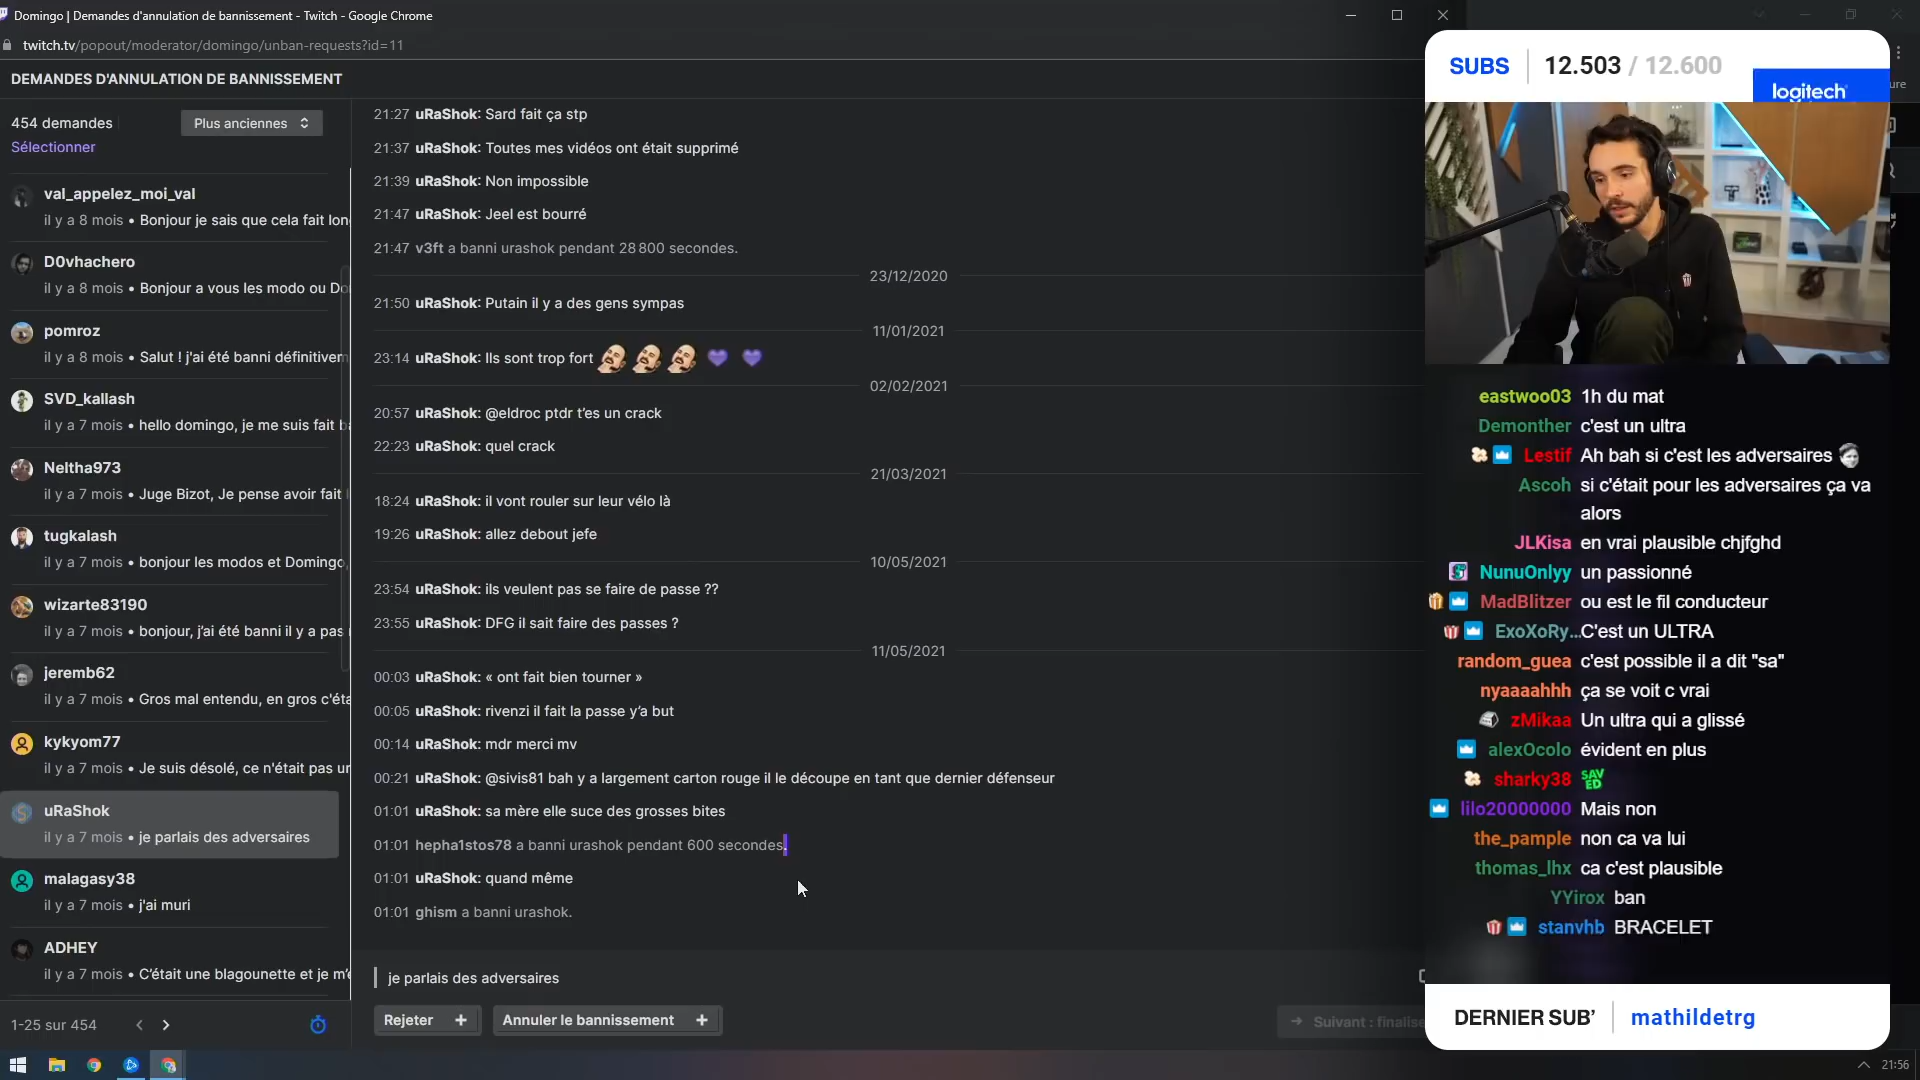 Domingo | Demandes d'annulation de bannissement - Twitch - Google Chrome
twitch.tv/popout/moderator/domingo/unban-requests?id=11
DEMANDES D'ANNULATION DE BANNISSEMENT
454 demandes
Plus anciennes
Sélectionner
val_appelez_moi_val
il y a 8 mois • Bonjour je sais que cela fait lon
D0vhachero
il y a 8 mois • Bonjour a vous les modo ou Do
pomroz
il y a 8 mois • Salut ! j'ai été banni définitivem
SVD_kallash
il y a 7 mois • hello domingo, je me suis fait b
Neltha973
il y a 7 mois • Juge Bizot, Je pense avoir fait
tugkalash
il y a 7 mois • bonjour les modos et Domingo,
wizarte83190
il y a 7 mois • bonjour, j'ai été banni il y a pas
jeremb62
il y a 7 mois • Gros mal entendu, en gros c'éta
kykyom77
il y a 7 mois • Je suis désolé, ce n'était pas un
uRaShok
il y a 7 mois • je parlais des adversaires
malagasy38
il y a 7 mois • j'ai muri
ADHEY
il y a 7 mois • C'était une blagounette et je m'e
1-25 sur 454
21:27 uRaShok: Sard fait ça stp
21:37 uRaShok: Toutes mes vidéos ont était supprimé
21:39 uRaShok: Non impossible
21:47 uRaShok: Jeel est bourré
21:47 v3ft a banni urashok pendant 28 800 secondes.
23/12/2020
21:50 uRaShok: Putain il y a des gens sympas
11/01/2021
23:14 uRaShok: Ils sont trop fort
02/02/2021
20:57 uRaShok: @eldroc ptdr t'es un crack
22:23 uRaShok: quel crack
21/03/2021
18:24 uRaShok: il vont rouler sur leur vélo là
19:26 uRaShok: allez debout jefe
10/05/2021
23:54 uRaShok: ils veulent pas se faire de passe ??
23:55 uRaShok: DFG il sait faire des passes ?
11/05/2021
00:03 uRaShok: « ont fait bien tourner »
00:05 uRaShok: rivenzi il fait la passe y'a but
00:14 uRaShok: mdr merci mv
00:21 uRaShok: @sivis81 bah y a largement carton rouge il le découpe en tant que dernier défenseur
01:01 uRaShok: sa mère elle suce des grosses bites
01:01 hepha1stos78 a banni urashok pendant 600 secondes.
01:01 uRaShok: quand même
01:01 ghism a banni urashok.
je parlais des adversaires
Rejeter +
Annuler le bannissement +
→ Suivant : finalise
SUBS 12.503 / 12.600
logitech
eastwoo03 1h du mat
Demonther c'est un ultra
Lestif Ah bah si c'est les adversaires
Ascoh si c'était pour les adversaires ça va
alors
JLKisa en vrai plausible chjfghd
NunuOnlyy un passionné
MadBlitzer ou est le fil conducteur
ExoXoRy... C'est un ULTRA
random_guea c'est possible il a dit "sa"
nyaaaahhh ça se voit c vrai
zMikaa Un ultra qui a glissé
alexOcolo évident en plus
sharky38 SAVED
lilo20000000 Mais non
the_pample non ca va lui
thomas_lhx ca c'est plausible
YYirox ban
stanvhb BRACELET
DERNIER SUB' mathildetrg
21:56